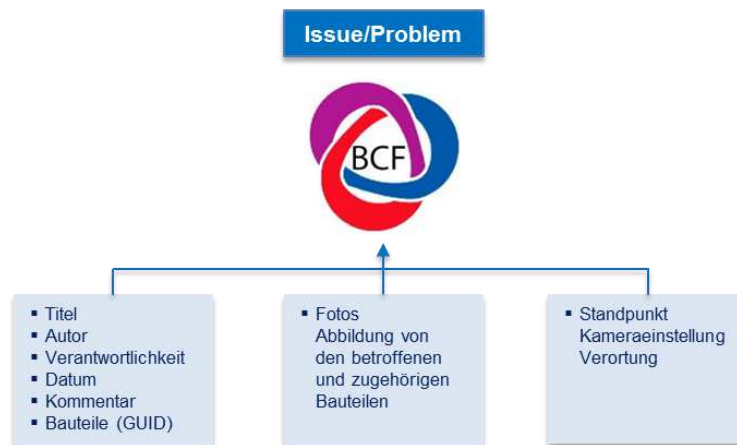 Issue/Problem
BCF
▪ Titel
▪ Autor
▪ Verantwortlichkeit
▪ Datum
▪ Kommentar
▪ Bauteile (GUID)
▪ Fotos
Abbildung von
den betroffenen
und zugehörigen
Bauteilen
▪ Standpunkt
Kameraeinstellung
Verortung